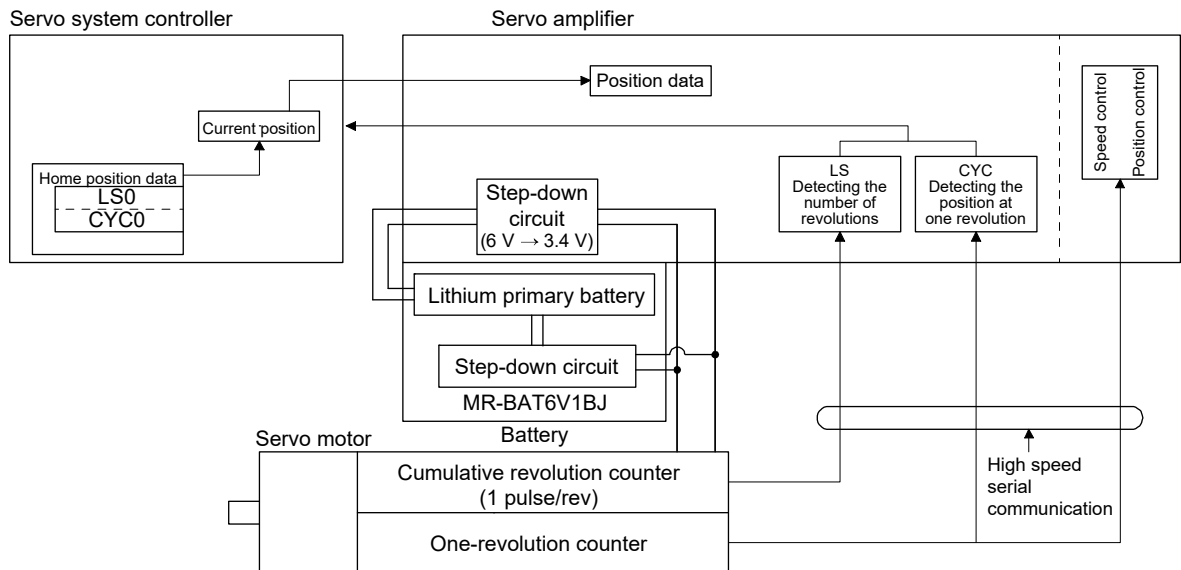 Servo system controller
Servo amplifier
Position data
Speed control
Position control
Current position
Home position data
LS0
CYC0
LS
Detecting the
number of
revolutions
CYC
Detecting the
position at
one revolution
Step-down
circuit
(6 V → 3.4 V)
Lithium primary battery
Step-down circuit
MR-BAT6V1BJ
Battery
Servo motor
Cumulative revolution counter
(1 pulse/rev)
One-revolution counter
High speed
serial
communication